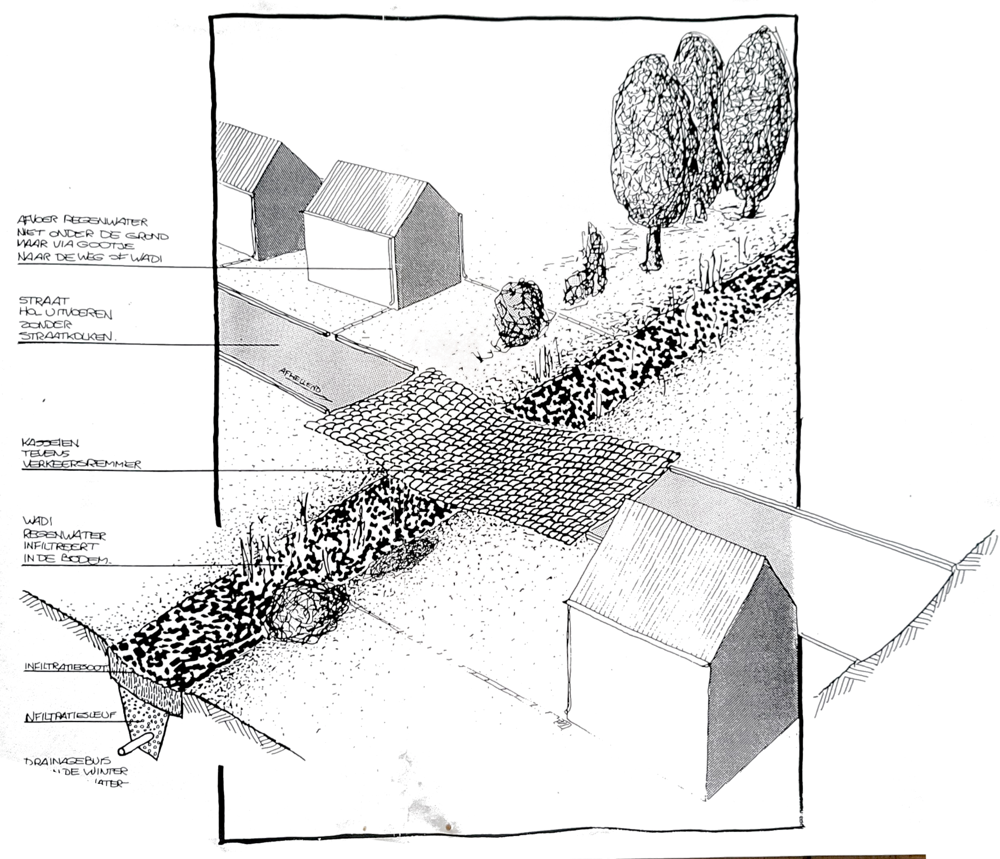 AFVOER REGENWATER
NIET ONDER DE GROND
MAAR VIA GOOTJE
NAAR DE WEG OF WADI
STRAAT
HOL UITVOEREN
ZONDER
STRAATKOLKEN.
AFHELLEND
KASSEIEN
TEVENS
VERKEERSREMMER
WADI
REGENWATER
INFILTREERT
IN DE BODEM.
INFILTRATIEGOOT
INFILTRATIESLEUF
DRAINAGEBUIS
DE WINTER